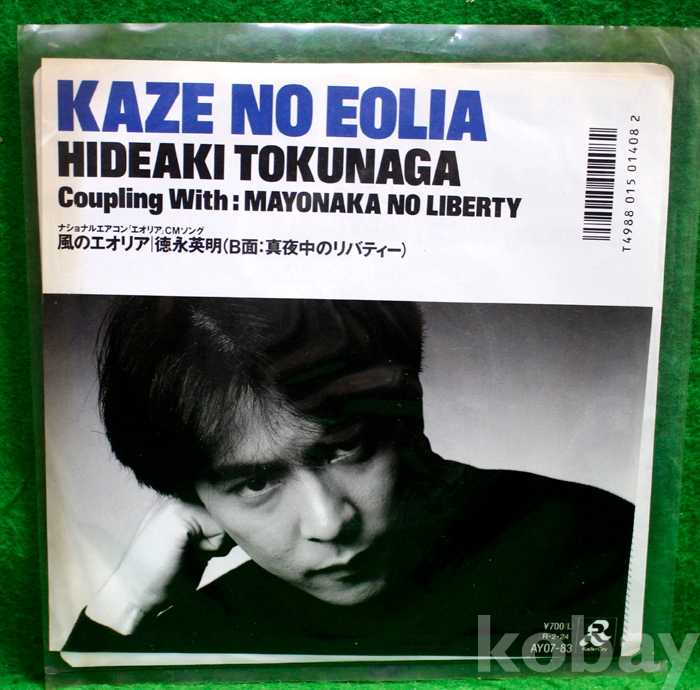 KAZE NO EOLIA
HIDEAKI TOKUNAGA
Coupling With: MAYONAKA NO LIBERTY
ナショナルエアコン「エオリア」CMソング
風のエオリア|徳永英明(B面:真夜中のリバティー)
T4988 015 01408 2
¥700 L
R-2-24
AY07-83
Radio-City
kobay